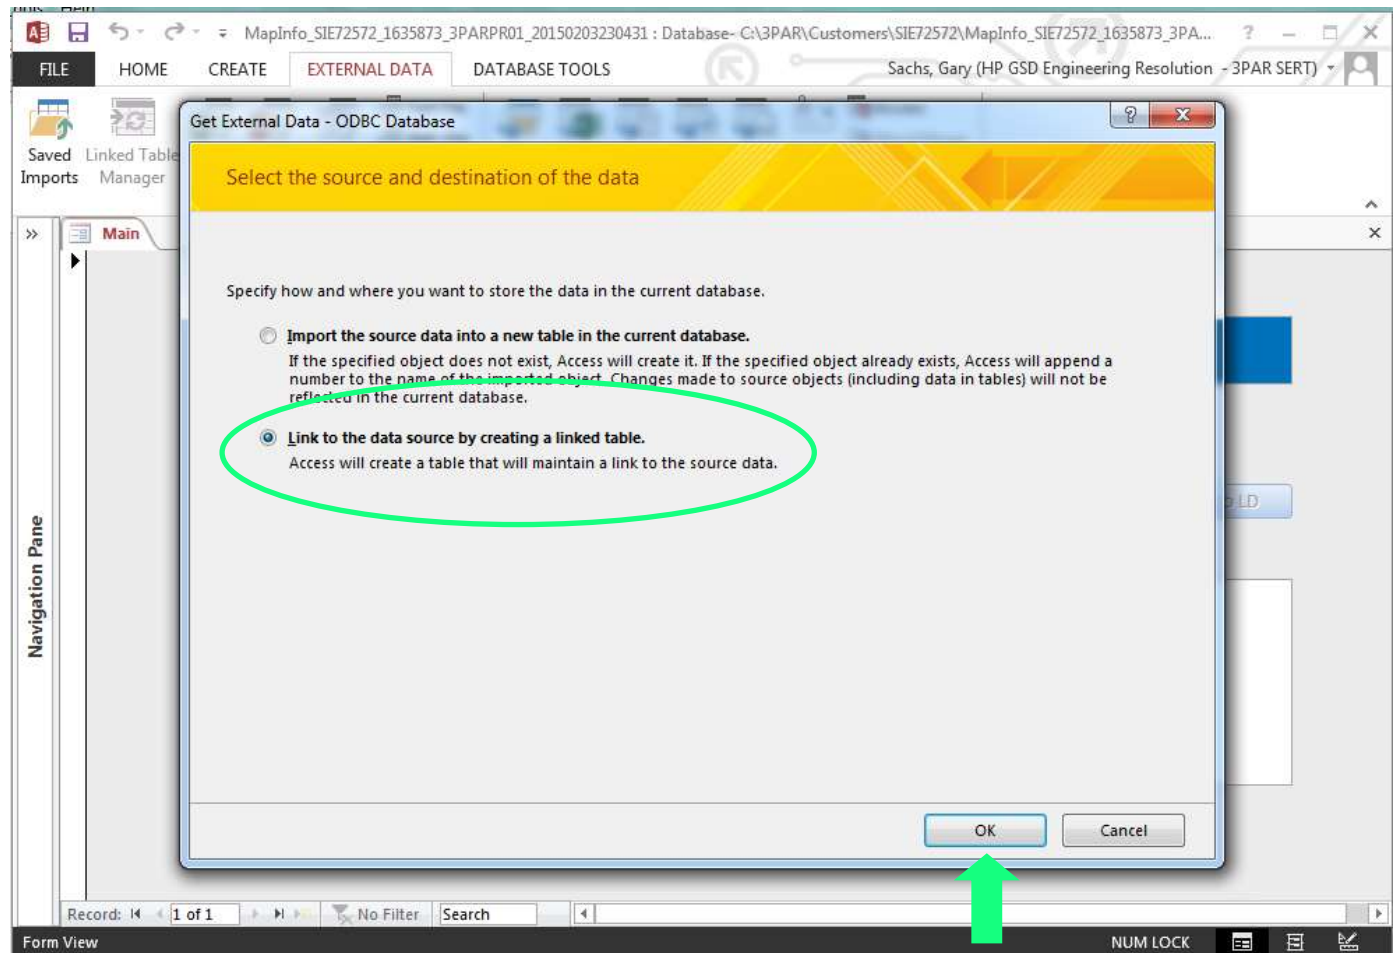 Help
MapInfo_SIE72572_1635873_3PARPR01_20150203230431 : Database- C:\3PAR\Customers\SIE72572\MapInfo_SIE72572_1635873_3PA...
FILE HOME CREATE EXTERNAL DATA DATABASE TOOLS Sachs, Gary (HP GSD Engineering Resolution - 3PAR SERT)
Get External Data - ODBC Database
Saved Imports
Linked Table Manager
Select the source and destination of the data
Main
Specify how and where you want to store the data in the current database.
Import the source data into a new table in the current database.
If the specified object does not exist, Access will create it. If the specified object already exists, Access will append a
number to the name of the imported object. Changes made to source objects (including data in tables) will not be
reflected in the current database.
Link to the data source by creating a linked table.
Access will create a table that will maintain a link to the source data.
LD
Navigation Pane
OK Cancel
Record: 1 of 1 No Filter Search
Form View NUM LOCK